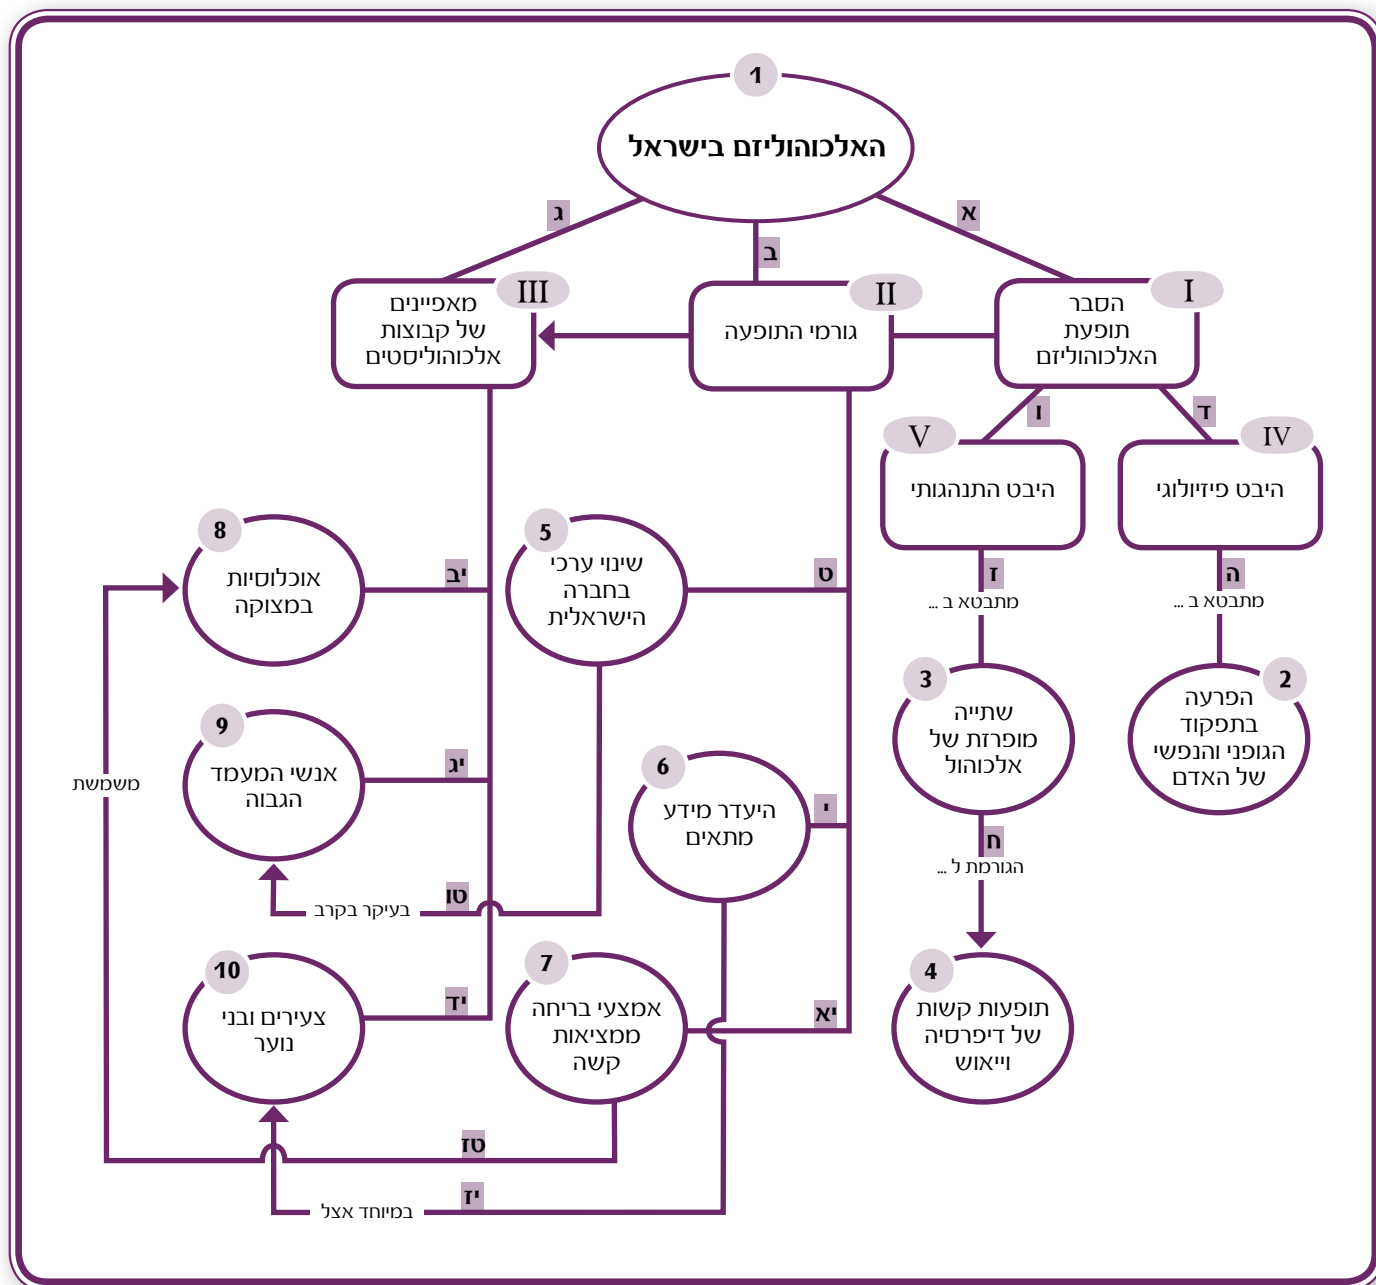 1
האלכוהוליזם בישראל
א
ב
ג
I
הסבר
תופעת
האלכוהוליזם
II
גורמי התופעה
III
מאפיינים
של קבוצות
אלכוהוליסטים
ד
ו
IV
היבט פיזיולוגי
V
היבט התנהגותי
ה
מתבטא ב ...
ז
מתבטא ב ...
2
הפרעה
בתפקוד
הגופני והנפשי
של האדם
3
שתייה
מופרזת של
אלכוהול
ח
הגורמת ל ...
4
תופעות קשות
של דיפרסיה
וייאוש
ט
5
שינוי ערכי
בחברה
הישראלית
י
6
היעדר מידע
מתאים
יא
7
אמצעי בריחה
ממציאות
קשה
יב
8
אוכלוסיות
במצוקה
יג
9
אנשי המעמד
הגבוה
יד
10
צעירים ובני
נוער
טו
בעיקר בקרב
טז
משמשת
יז
במיוחד אצל